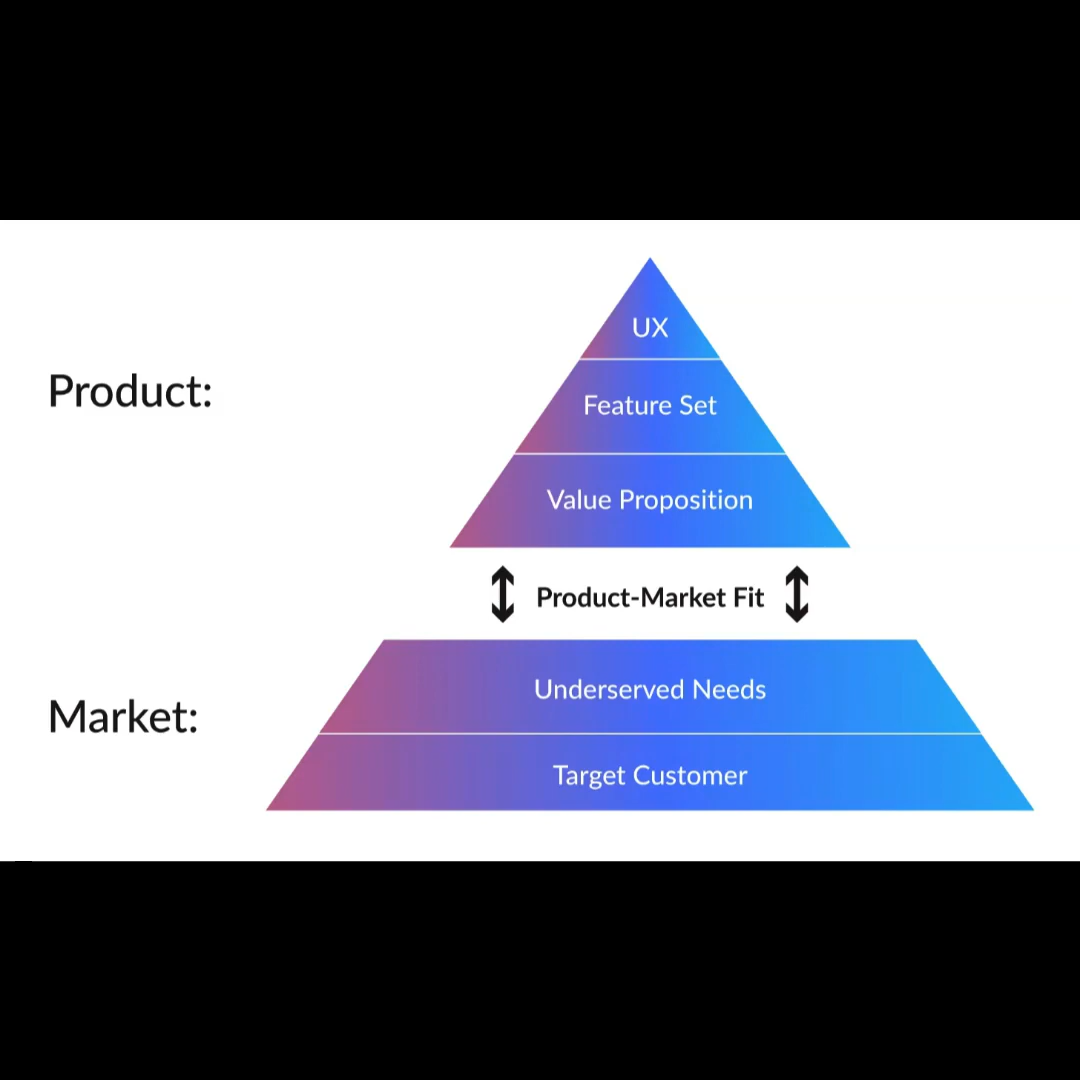 Product:
UX
Feature Set
Value Proposition
Product-Market Fit
Market:
Underserved Needs
Target Customer